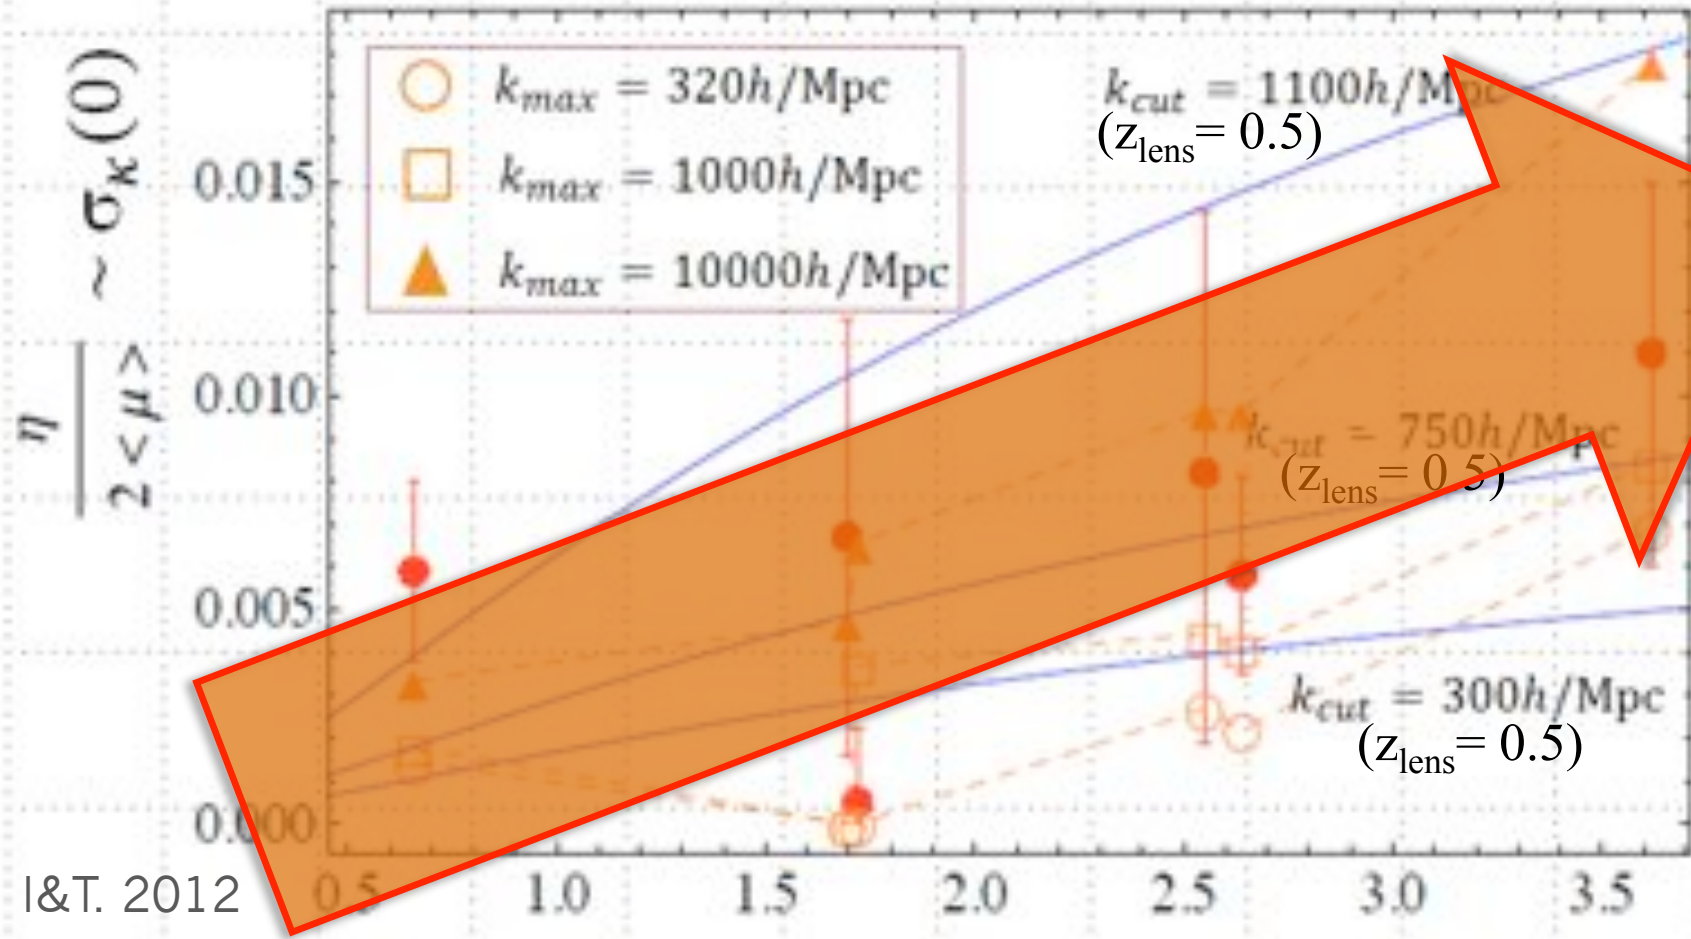 k_max = 320h/Mpc
k_max = 1000h/Mpc
k_max = 10000h/Mpc
k_cut = 1100h/Mpc
(z_lens = 0.5)
k_cut = 750h/Mpc
(z_lens = 0.5)
k_cut = 300h/Mpc
(z_lens = 0.5)
η
2 < μ >
~ σ_κ(0)
0.015
0.010
0.005
0.000
0.5 1.0 1.5 2.0 2.5 3.0 3.5
I&T. 2012